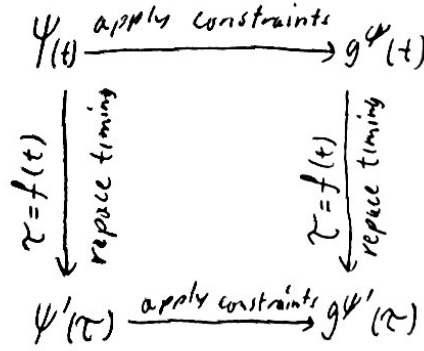 apply constraints
Ψ(t)
gΨ(t)
τ=f(t)
repace timing
τ=f(t)
repace timing
apply constraints
Ψ'(τ)
gΨ'(τ)